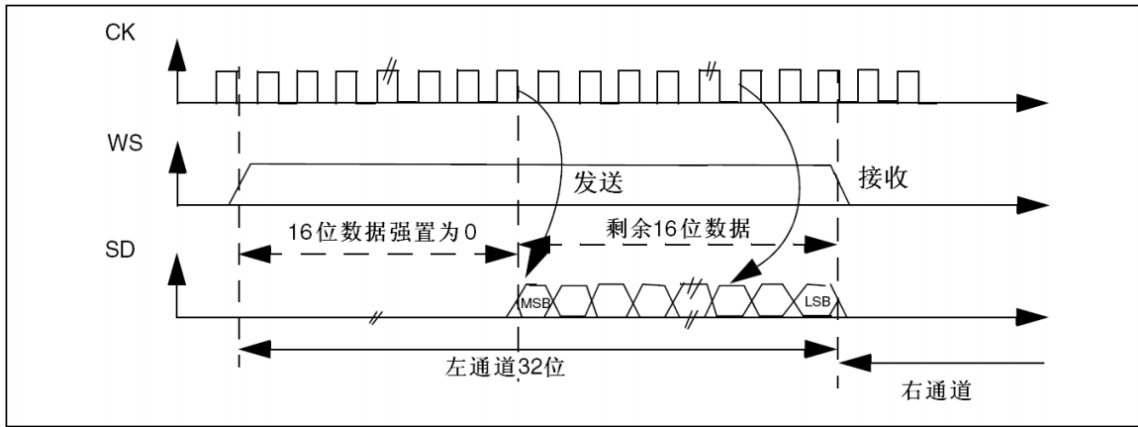 CK
WS
发送
接收
16位数据强置为0
剩余16位数据
SD
MSB
LSB
左通道32位
右通道